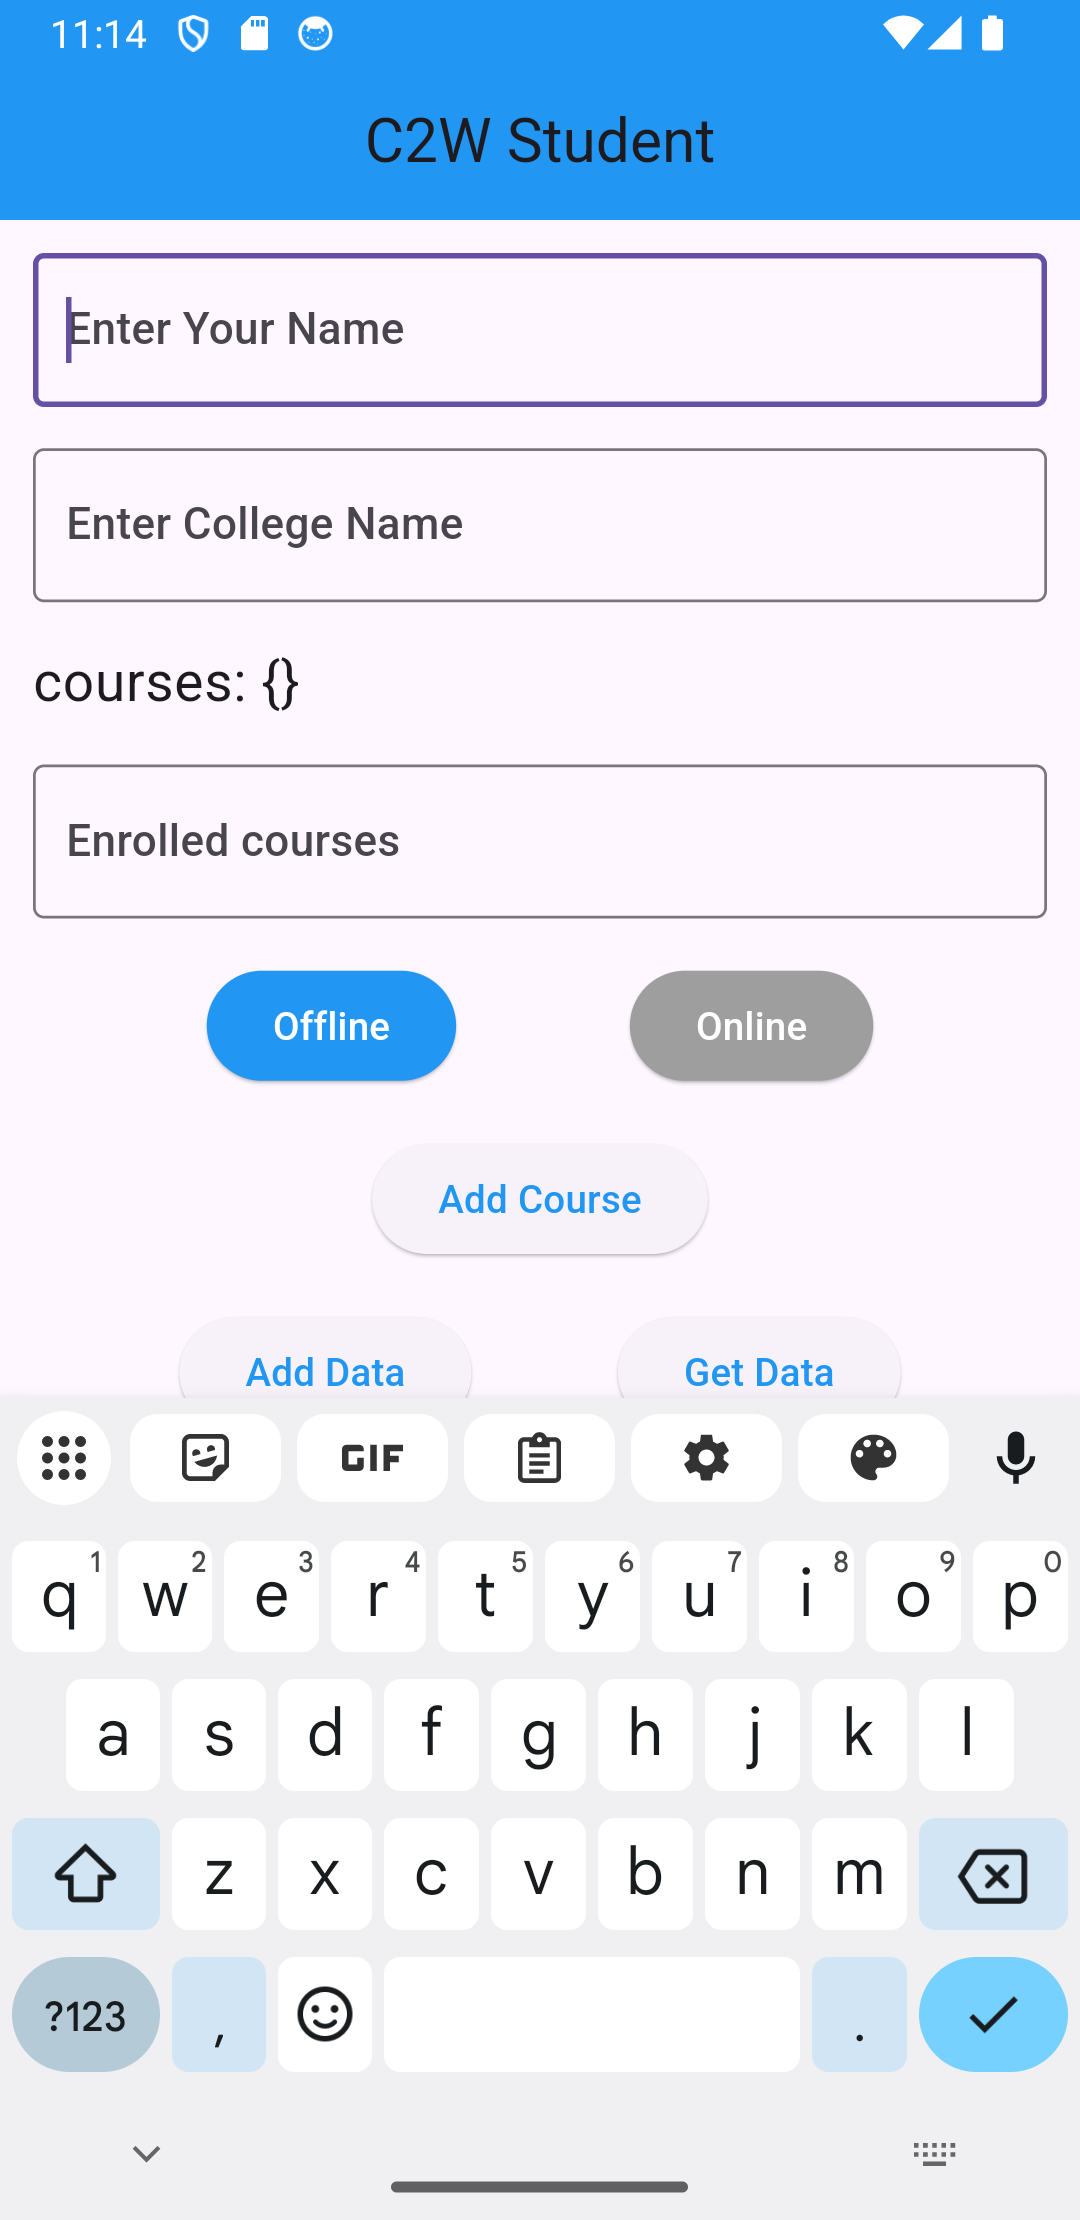 11:14
C2W Student
Enter Your Name
Enter College Name
courses: {}
Enrolled courses
Offline Online
Add Course
Add Data Get Data
GIF
q 1 w 2 e 3 r 4 t 5 y 6 u 7 i 8 o 9 p 0
a s d f g h j k l
z x c v b n m
?123 , .